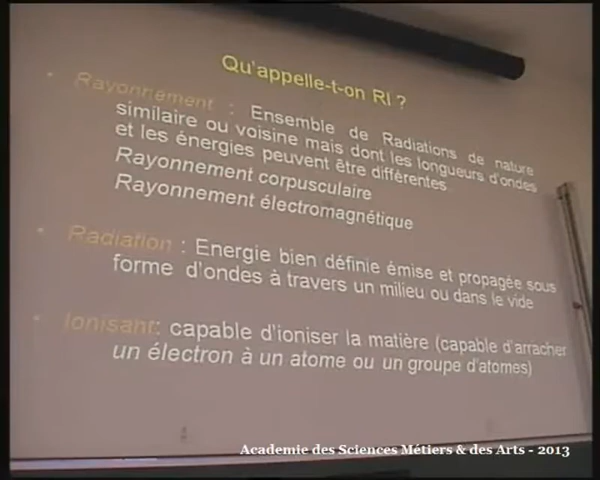 Qu'appelle-t-on RI ?
• Rayonnement : Ensemble de Radiations de nature
similaire ou voisine mais dont les longueurs d'ondes
et les énergies peuvent être différentes
Rayonnement corpusculaire
Rayonnement électromagnétique
• Radiation : Energie bien définie émise et propagée sous
forme d'ondes à travers un milieu ou dans le vide
• Ionisant: capable d'ioniser la matière (capable d'arracher
un électron à un atome ou un groupe d'atomes)
Academie des Sciences Métiers & des Arts - 2013